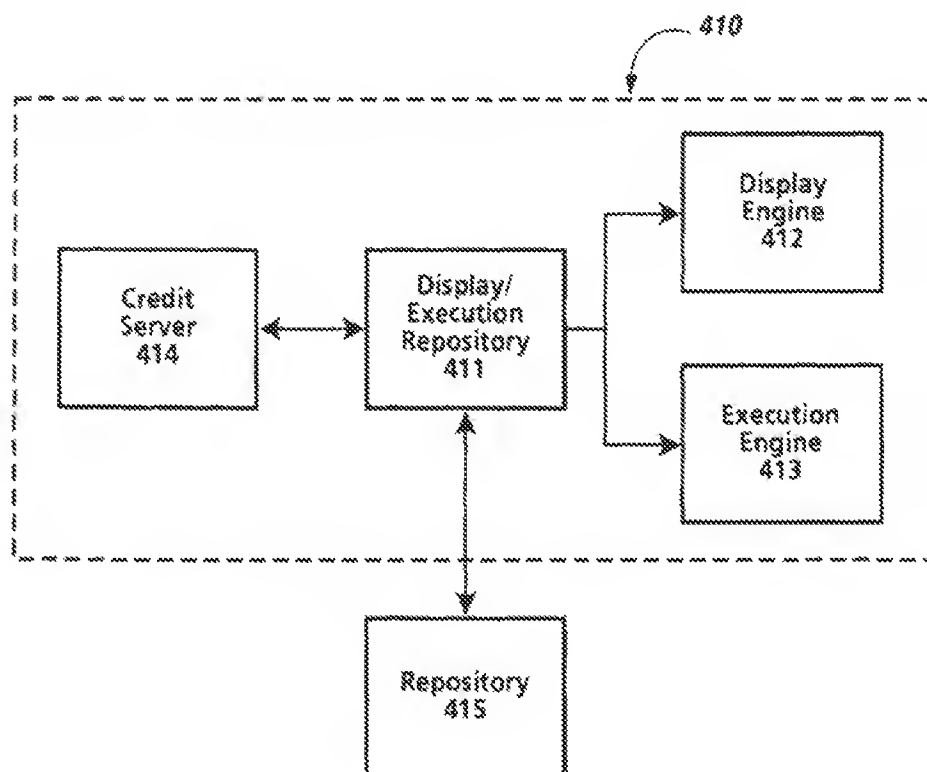 410
Display
Engine
412
Credit
Server
414
Display/
Execution
Repository
411
Execution
Engine
413
Repository
415